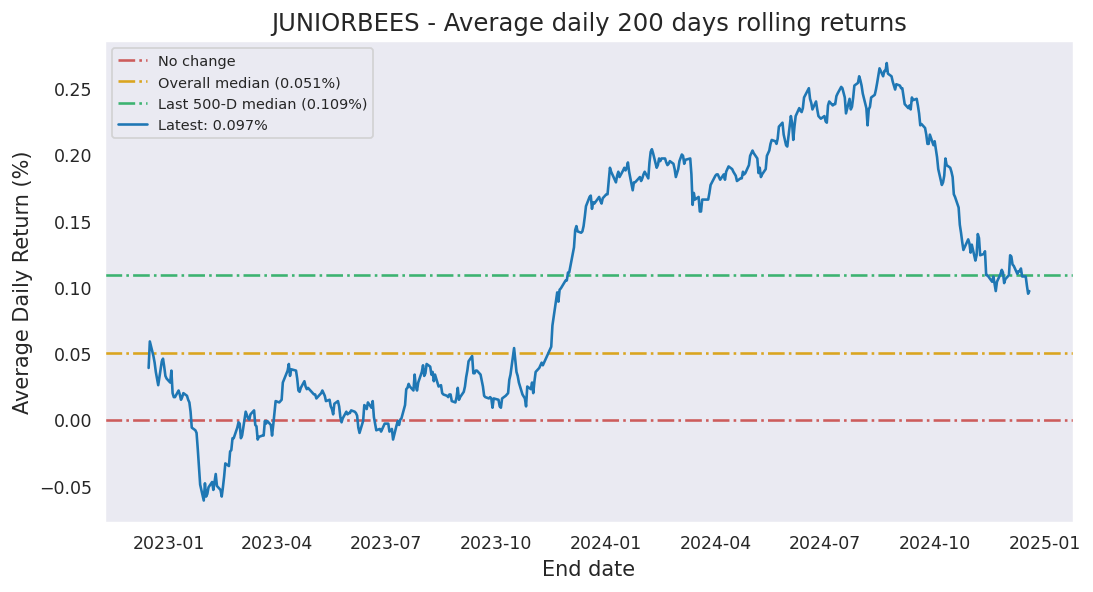 JUNIORBEES - Average daily 200 days rolling returns
No change
Overall median (0.051%)
Last 500-D median (0.109%)
Latest: 0.097%
Average Daily Return (%)
0.25
0.20
0.15
0.10
0.05
0.00
−0.05
2023-01 2023-04 2023-07 2023-10 2024-01 2024-04 2024-07 2024-10 2025-01
End date